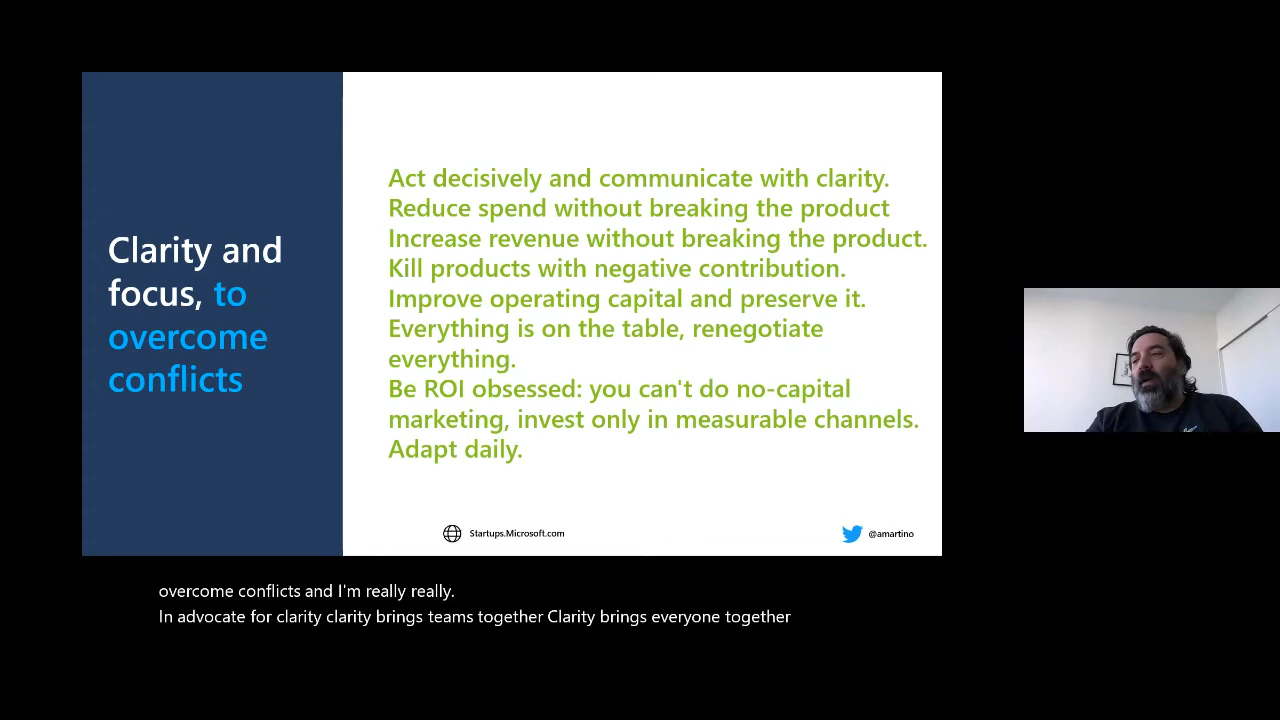 Clarity and
focus, to
overcome
conflicts
Act decisively and communicate with clarity.
Reduce spend without breaking the product
Increase revenue without breaking the product.
Kill products with negative contribution.
Improve operating capital and preserve it.
Everything is on the table, renegotiate
everything.
Be ROI obsessed: you can't do no-capital
marketing, invest only in measurable channels.
Adapt daily.
Startups.Microsoft.com
@amartino
overcome conflicts and I'm really really.
In advocate for clarity clarity brings teams together Clarity brings everyone together